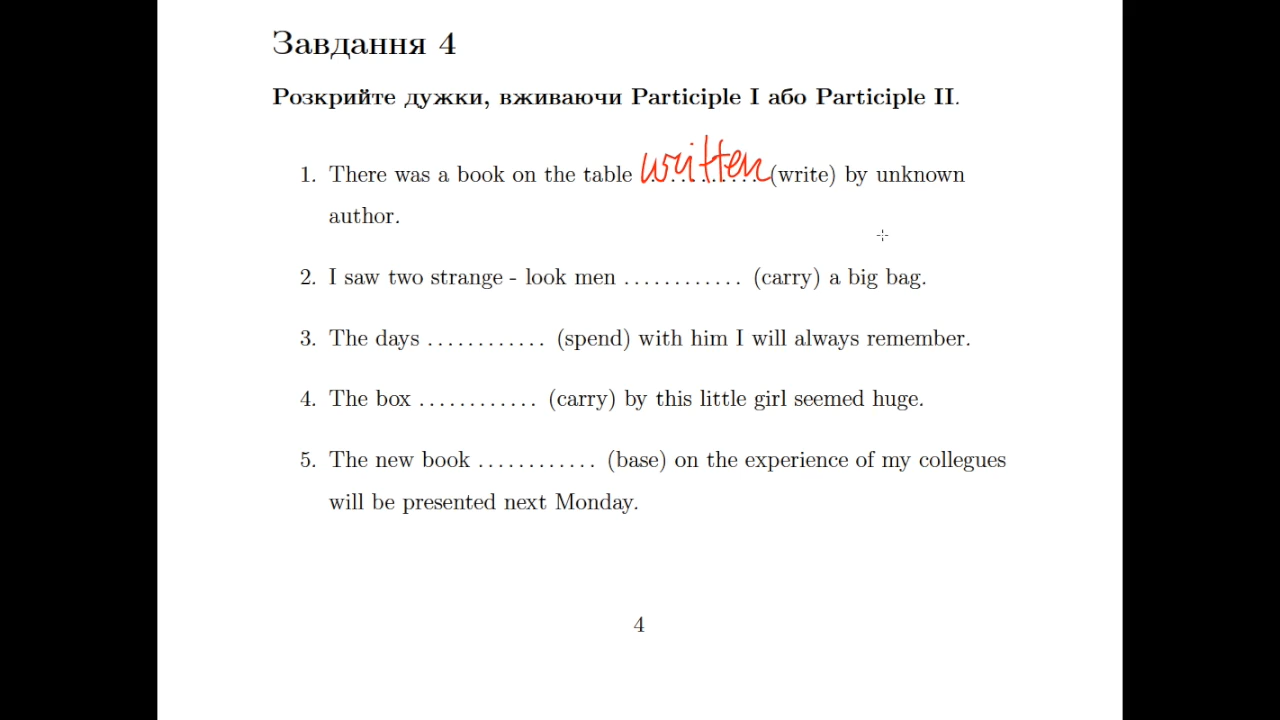 Завдання 4
Розкрийте дужки, вживаючи Participle I або Participle II.
1. There was a book on the table written ............ (write) by unknown
author.
2. I saw two strange - look men ............ (carry) a big bag.
3. The days ............ (spend) with him I will always remember.
4. The box ............ (carry) by this little girl seemed huge.
5. The new book ............ (base) on the experience of my collegues
will be presented next Monday.
4